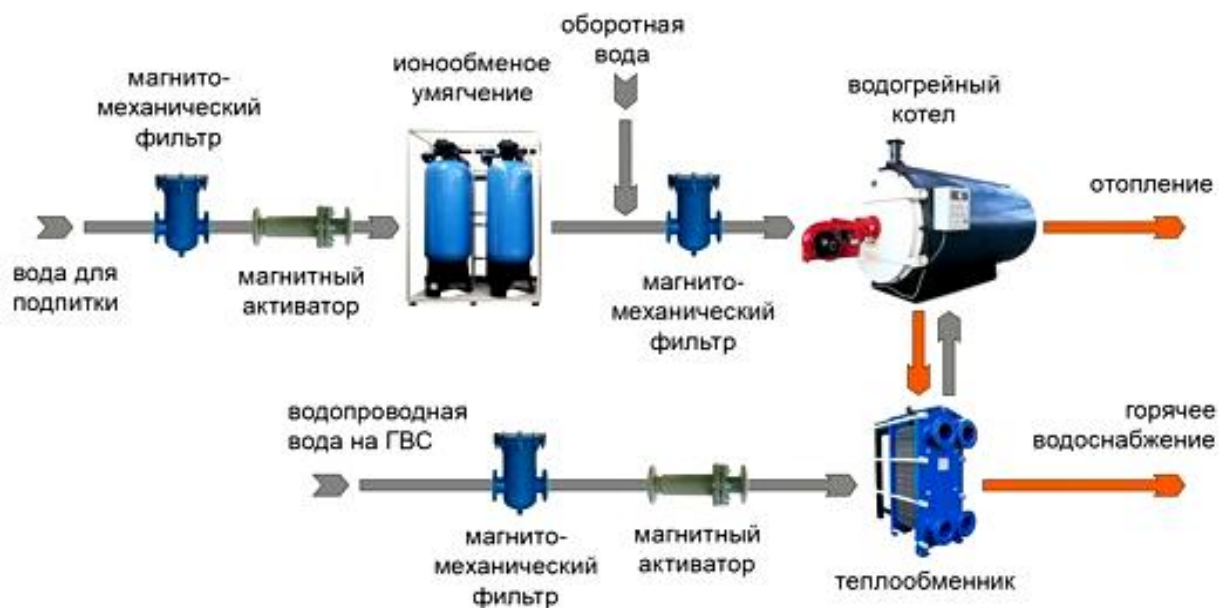 оборотная
вода
магнито-
механический
фильтр
ионообменое
умягчение
водогрейный
котел
отопление
вода для
подпитки
магнитный
активатор
магнито-
механический
фильтр
водопроводная
вода на ГВС
горячее
водоснабжение
магнито-
механический
фильтр
магнитный
активатор
теплообменник